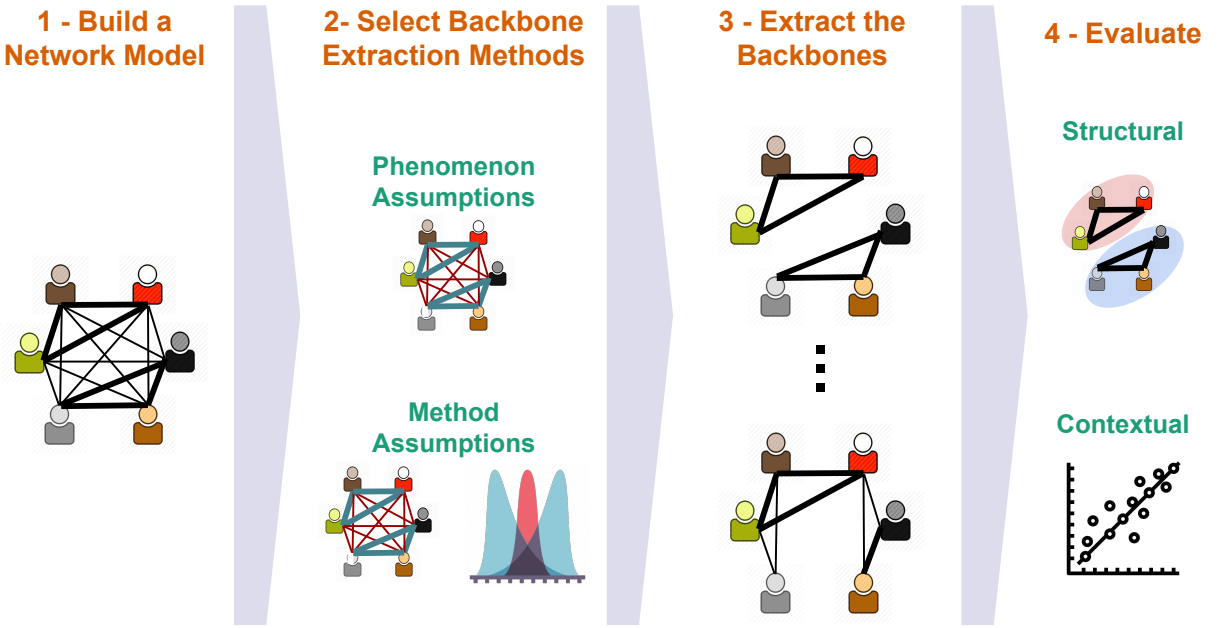 1 - Build a
Network Model
2- Select Backbone
Extraction Methods
3 - Extract the
Backbones
4 - Evaluate
Phenomenon
Assumptions
Method
Assumptions
Structural
Contextual